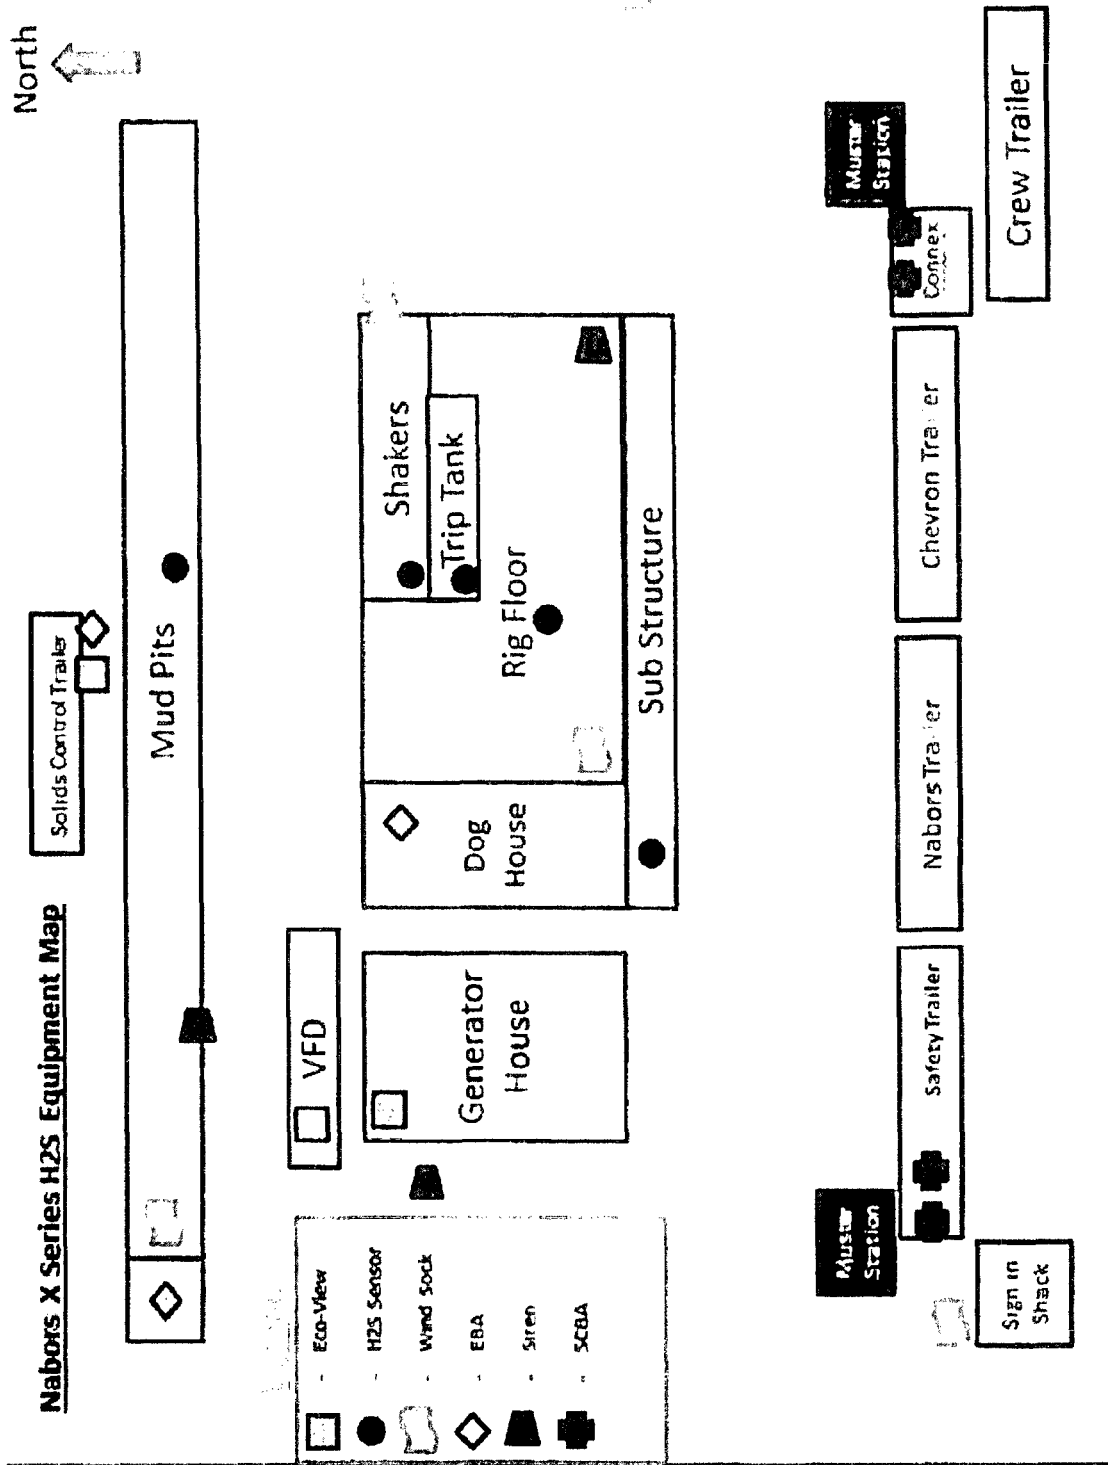 Nabors X Series H2S Equipment Map
North
Solids Control Trailer
Mud Pits
VFD
Generator
House
Dog
House
Shakers
Trip Tank
Rig Floor
Sub Structure
- Eco-View
- H2S Sensor
- Wind Sock
- EBA
- Siren
- SCBA
Muster
Station
Muster
Station
Sign in
Shack
Safety Trailer
Nabors Trailer
Chevron Trailer
Connex
Crew Trailer